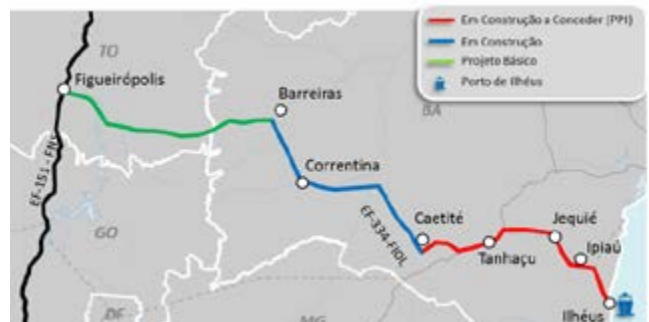 Em Construção a Conceder (PPI)
Em Construção
Projeto Básico
Porto de Ilhéus
TO
Figueirópolis
Barreiras
BA
Correntina
EF-151 - FNS
EF-334-FIOL
Caetité
Jequié
Ipiaú
Tanhaçu
GO
Ilhéus
DF
MG